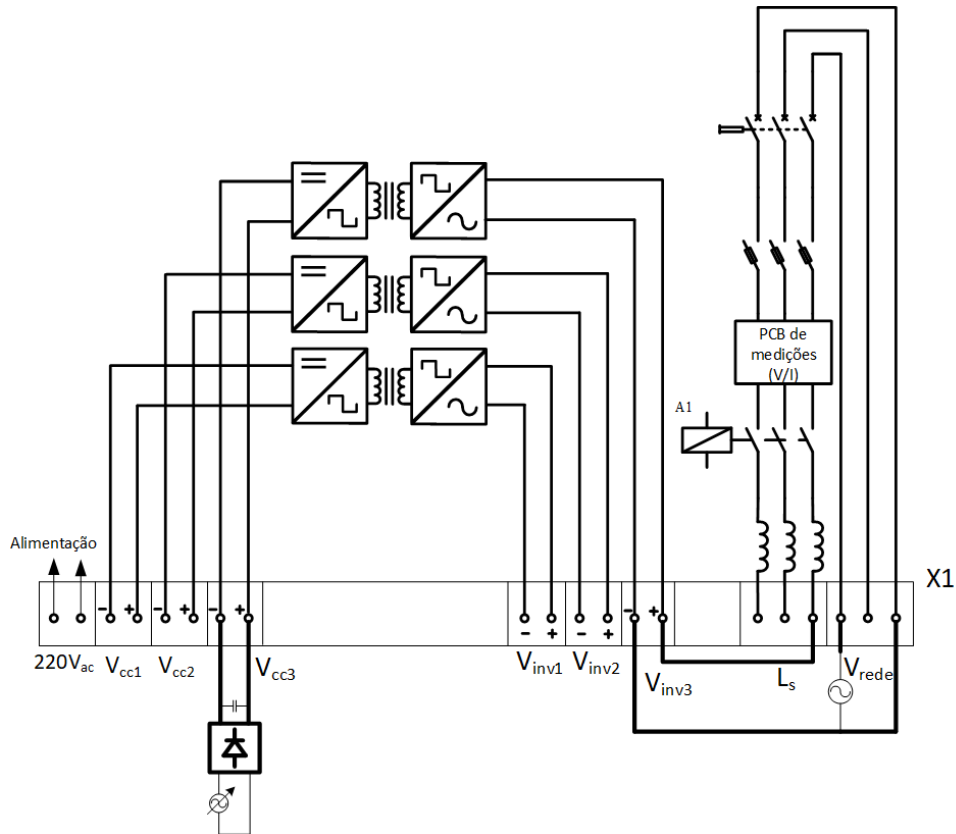 PCB de
medições
(V/I)
A1
Alimentação
X1
- + - + - + - + - + - +
- + - +
220Vac
Vcc1
Vcc2
Vcc3
Vinv1
Vinv2
Vinv3
Ls
Vrede